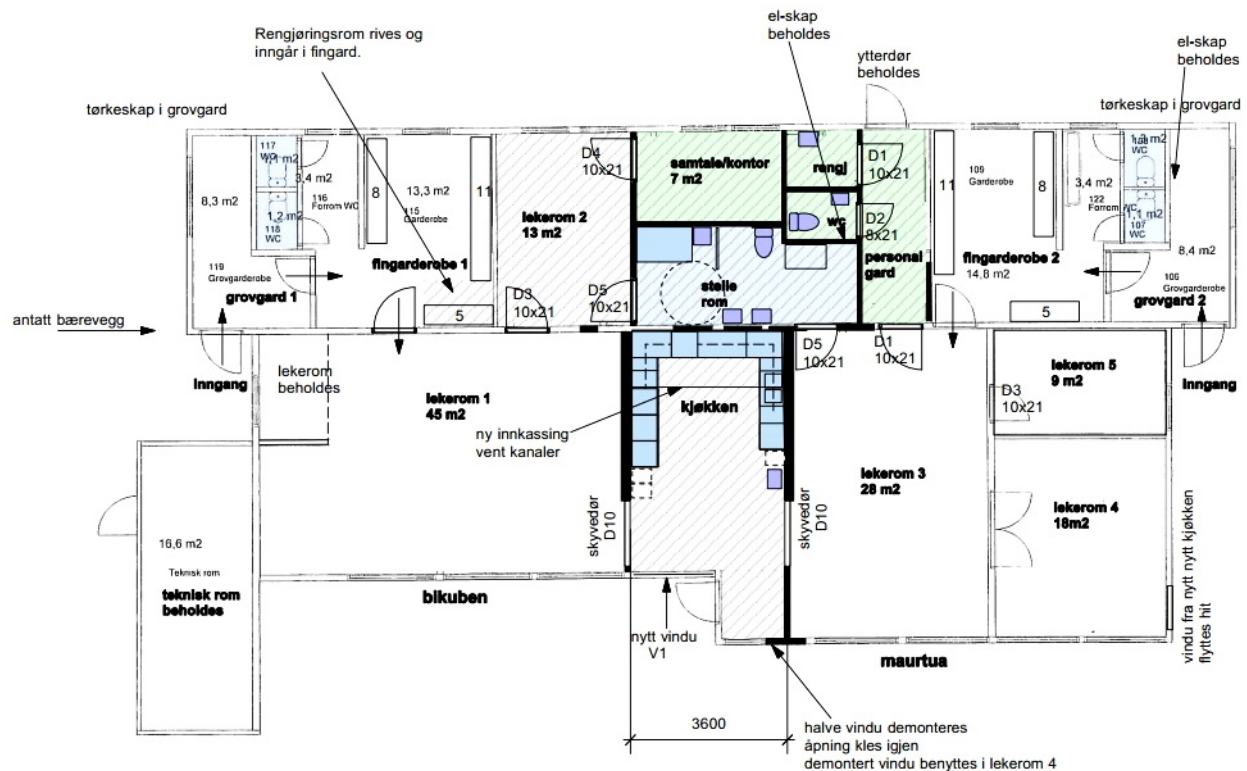 Rengjøringsrom rives og
inngår i fingard.
el-skap
beholdes
ytterdør
beholdes
el-skap
beholdes
tørkeskap i grovgard
tørkeskap i grovgard
117
WC
1,1 m2
3,4 m2
116
Forrom WC
8
13,3 m2
115
Garderobe
11
8,3 m2
1,2 m2
118
WC
119
Grovgarderobe
grovgard 1
fingarderobe 1
5
D4
10x21
lekerom 2
13 m2
D3
10x21
D5
10x21
samtale/kontor
7 m2
rengj
D1
10x21
wc
D2
8x21
personal
gard
stelle
rom
11
109
Garderobe
8
3,4 m2
122
Forrom WC
WC
1,1 m2
107
WC
8,4 m2
106
Grovgarderobe
fingarderobe 2
14,8 m2
5
grovgard 2
antatt bærevegg
Inngang
lekerom
beholdes
lekerom 1
45 m2
ny innkassing
vent kanaler
kjøkken
D5
10x21
D1
10x21
lekerom 5
9 m2
D3
10x21
Inngang
lekerom 3
28 m2
lekerom 4
18m2
skyvedør
D10
skyvedør
D10
16,6 m2
Teknisk rom
teknisk rom
beholdes
bikuben
nytt vindu
V1
maurtua
vindu fra nytt nytt kjøkken
flyttes hit
3600
halve vindu demonteres
åpning kles igjen
demontert vindu benyttes i lekerom 4